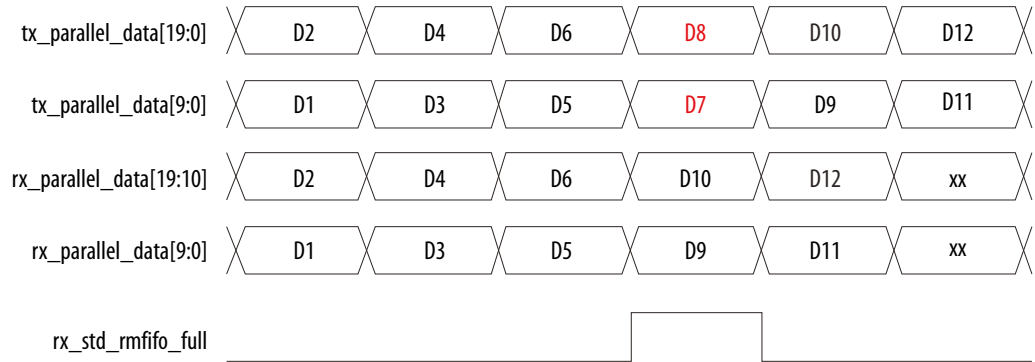 tx_parallel_data[19:0] D2 D4 D6 D8 D10 D12
tx_parallel_data[9:0] D1 D3 D5 D7 D9 D11
rx_parallel_data[19:10] D2 D4 D6 D10 D12 xx
rx_parallel_data[9:0] D1 D3 D5 D9 D11 xx
rx_std_rmfifo_full